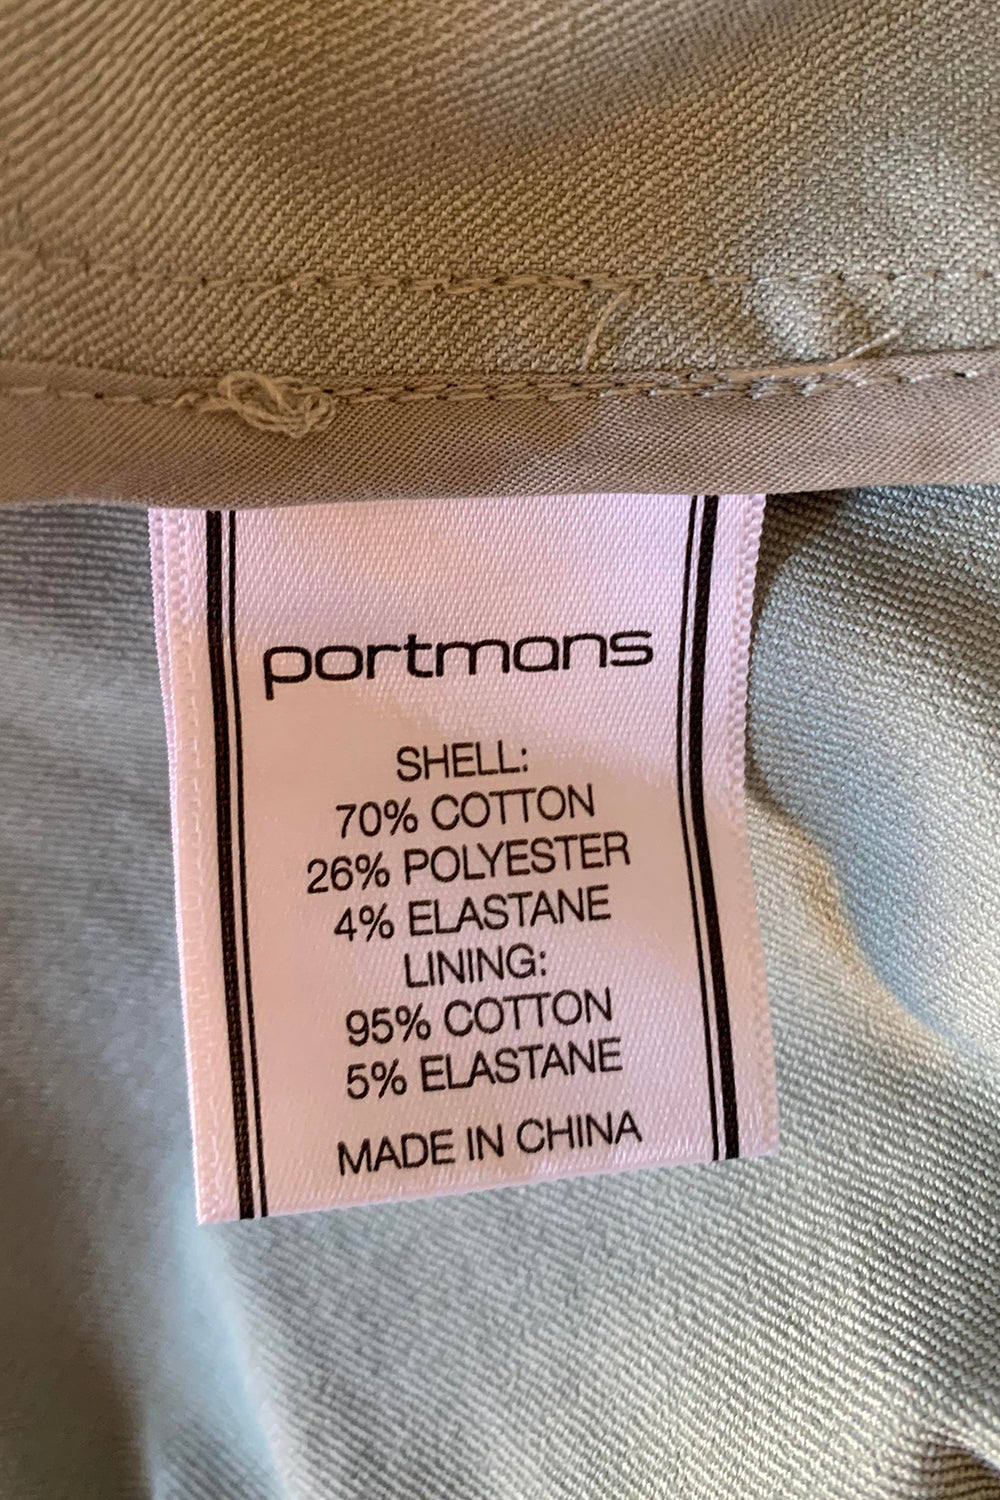 portmans
SHELL:
70% COTTON
26% POLYESTER
4% ELASTANE
LINING:
95% COTTON
5% ELASTANE
MADE IN CHINA